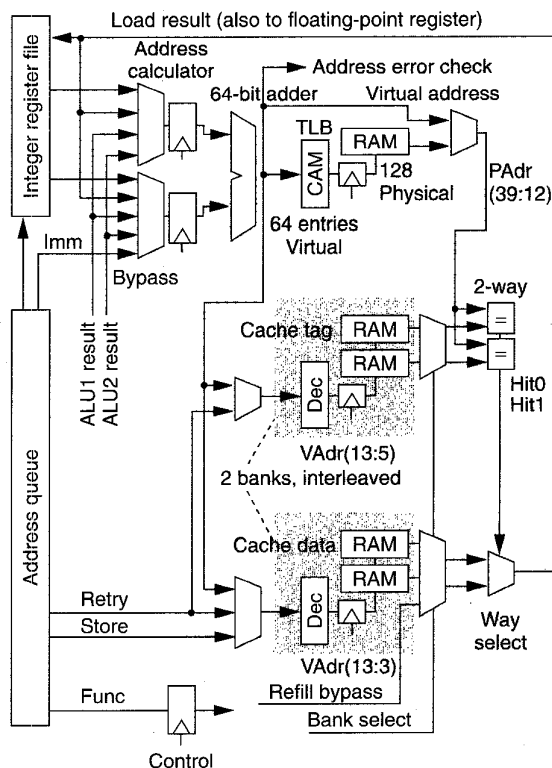 Load result (also to floating-point register)
Integer register file
Address
calculator
64-bit adder
Address error check
Virtual address
TLB
CAM
RAM
128
Physical
64 entries
Virtual
PAdr
(39:12)
Imm
Bypass
ALU1 result
ALU2 result
2-way
=
=
Hit0
Hit1
Cache tag
RAM
RAM
Dec
VAdr(13:5)
2 banks, interleaved
Address queue
Cache data
RAM
RAM
Dec
VAdr(13:3)
Retry
Store
Way
select
Refill bypass
Func
Bank select
Control